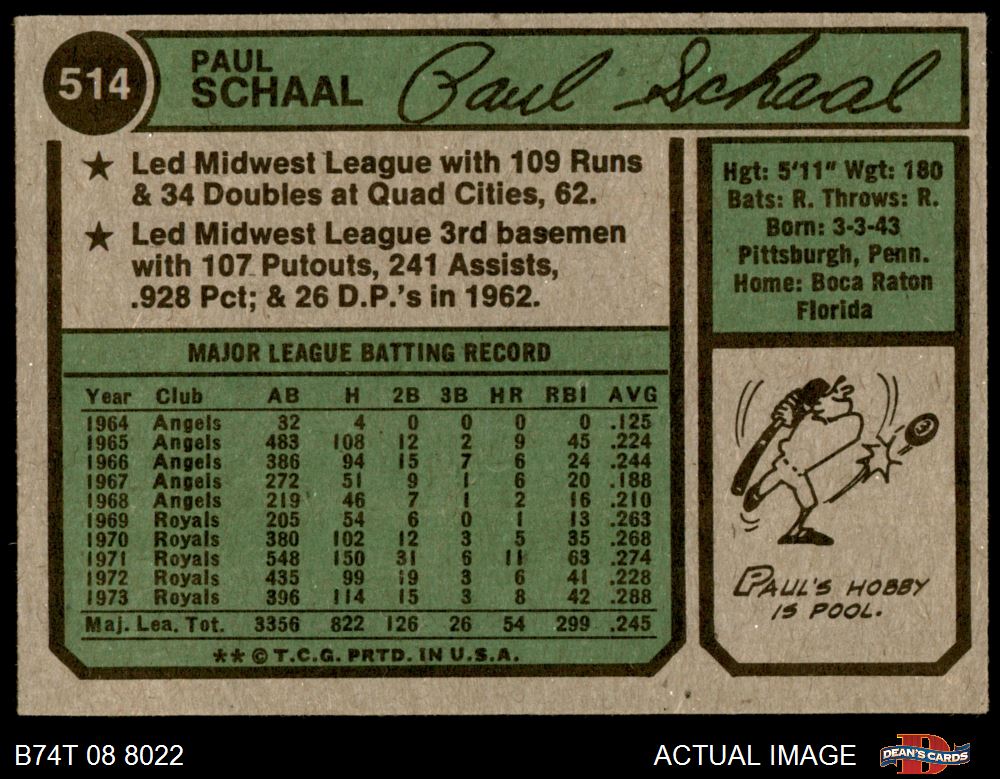 514
PAUL
SCHAAL
Paul Schaal
★ Led Midwest League with 109 Runs
& 34 Doubles at Quad Cities, 62.
★ Led Midwest League 3rd basemen
with 107 Putouts, 241 Assists,
.928 Pct; & 26 D.P.'s in 1962.
MAJOR LEAGUE BATTING RECORD
Year Club AB H 2B 3B HR RBI AVG
1964 Angels 32 4 0 0 0 0 .125
1965 Angels 483 108 12 2 9 45 .224
1966 Angels 386 94 15 7 6 24 .244
1967 Angels 272 51 9 1 6 20 .188
1968 Angels 219 46 7 1 2 16 .210
1969 Royals 205 54 6 0 1 13 .263
1970 Royals 380 102 12 3 5 35 .268
1971 Royals 548 150 31 6 11 63 .274
1972 Royals 435 99 19 3 6 41 .228
1973 Royals 396 114 15 3 8 42 .288
Maj. Lea. Tot. 3356 822 126 26 54 299 .245
** © T.C.G. PRTD. IN U.S.A.
Hgt: 5'11" Wgt: 180
Bats: R. Throws: R.
Born: 3-3-43
Pittsburgh, Penn.
Home: Boca Raton
Florida
3
PAUL'S HOBBY
IS POOL.
B74T 08 8022
ACTUAL IMAGE
DEAN'S CARDS